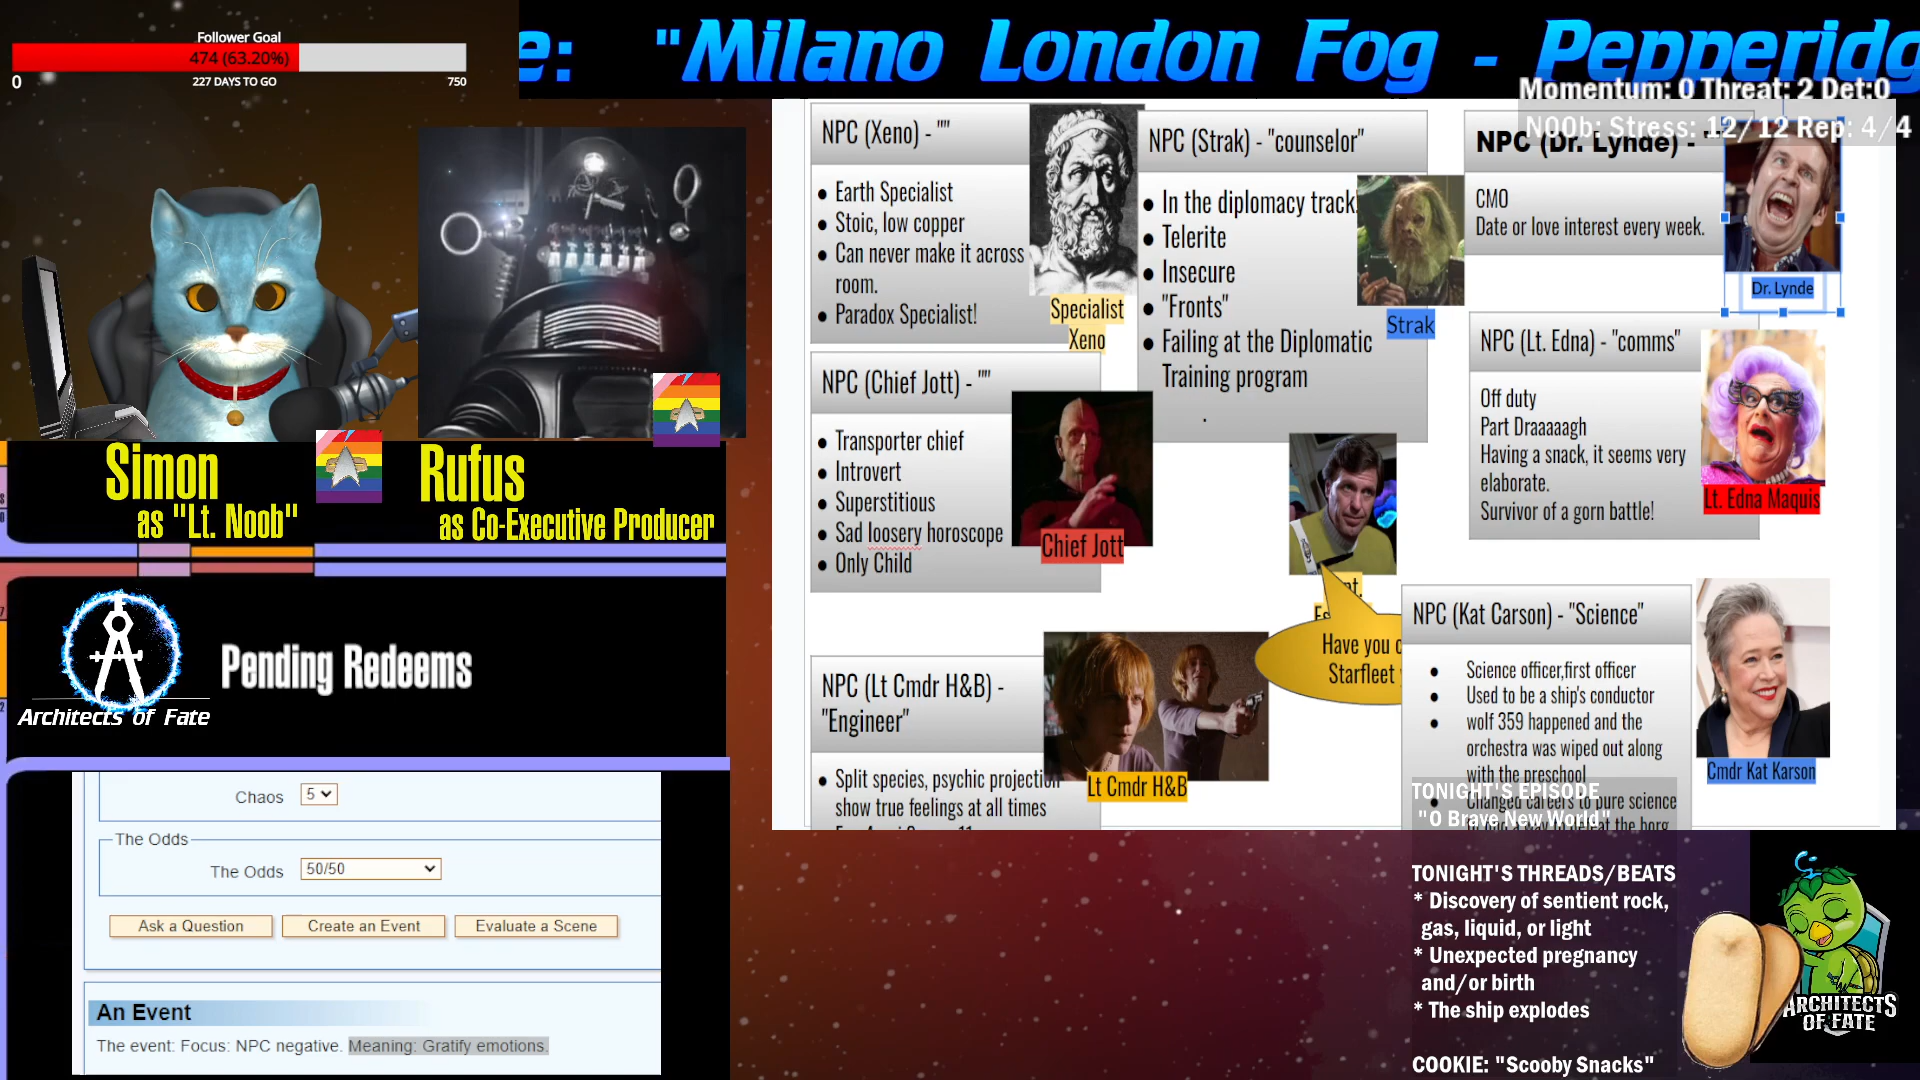 Follower Goal
474 (63.20%)
0
227 DAYS TO GO
750
e: "Milano London Fog - Pepperidg
Momentum: 0 Threat: 2 Det:0
N00b: Stress: 12/12 Rep: 4/4
NPC (Xeno) - ""
Earth Specialist
Stoic, low copper
Can never make it across
room.
Paradox Specialist!
Specialist
Xeno
NPC (Strak) - "counselor"
In the diplomacy track!
Telerite
Insecure
"Fronts"
Failing at the Diplomatic
Training program
.
Strak
NPC (Dr. Lynde) - ""
CMO
Date or love interest every week.
Dr. Lynde
NPC (Lt. Edna) - "comms"
Off duty
Part Draaaaagh
Having a snack, it seems very
elaborate.
Survivor of a gorn battle!
Lt. Edna Maquis
NPC (Chief Jott) - ""
Transporter chief
Introvert
Superstitious
Sad loosery horoscope
Only Child
Chief Jott
Have you
Starfleet
NPC (Kat Carson) - "Science"
Science officer,first officer
Used to be a ship's conductor
wolf 359 happened and the
orchestra was wiped out along
with the preschool
Changed careers to pure science
Cmdr Kat Karson
NPC (Lt Cmdr H&B) -
"Engineer"
Split species, psychic projection
show true feelings at all times
Lt Cmdr H&B
Simon
as "Lt. Noob"
Rufus
as Co-Executive Producer
Architects of Fate
Pending Redeems
Chaos 5
The Odds
The Odds 50/50
Ask a Question
Create an Event
Evaluate a Scene
An Event
The event: Focus: NPC negative. Meaning: Gratify emotions.
TONIGHT'S EPISODE
"O Brave New World"
TONIGHT'S THREADS/BEATS
* Discovery of sentient rock,
gas, liquid, or light
* Unexpected pregnancy
and/or birth
* The ship explodes
COOKIE: "Scooby Snacks"
ARCHITECTS
OF FATE